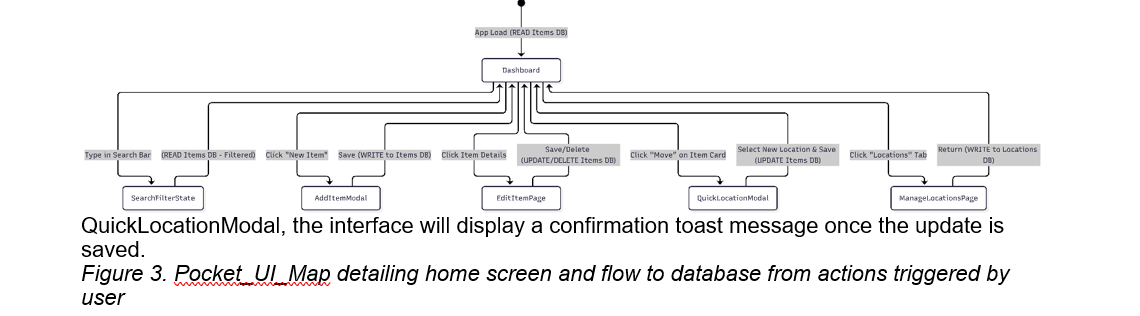 App Load (READ Items DB)
Dashboard
Type in Search Bar
(READ Items DB - Filtered)
Click "New Item"
Save (WRITE to Items DB)
Click Item Details
Save/Delete
(UPDATE/DELETE Items DB)
Click "Move" on Item Card
Select New Location & Save
(UPDATE Items DB)
Click "Locations" Tab
Return (WRITE to Locations
DB)
SearchFilterState
AddItemModal
EditItemPage
QuickLocationModal
ManageLocationsPage
QuickLocationModal, the interface will display a confirmation toast message once the update is
saved.
Figure 3. Pocket_UI_Map detailing home screen and flow to database from actions triggered by
user